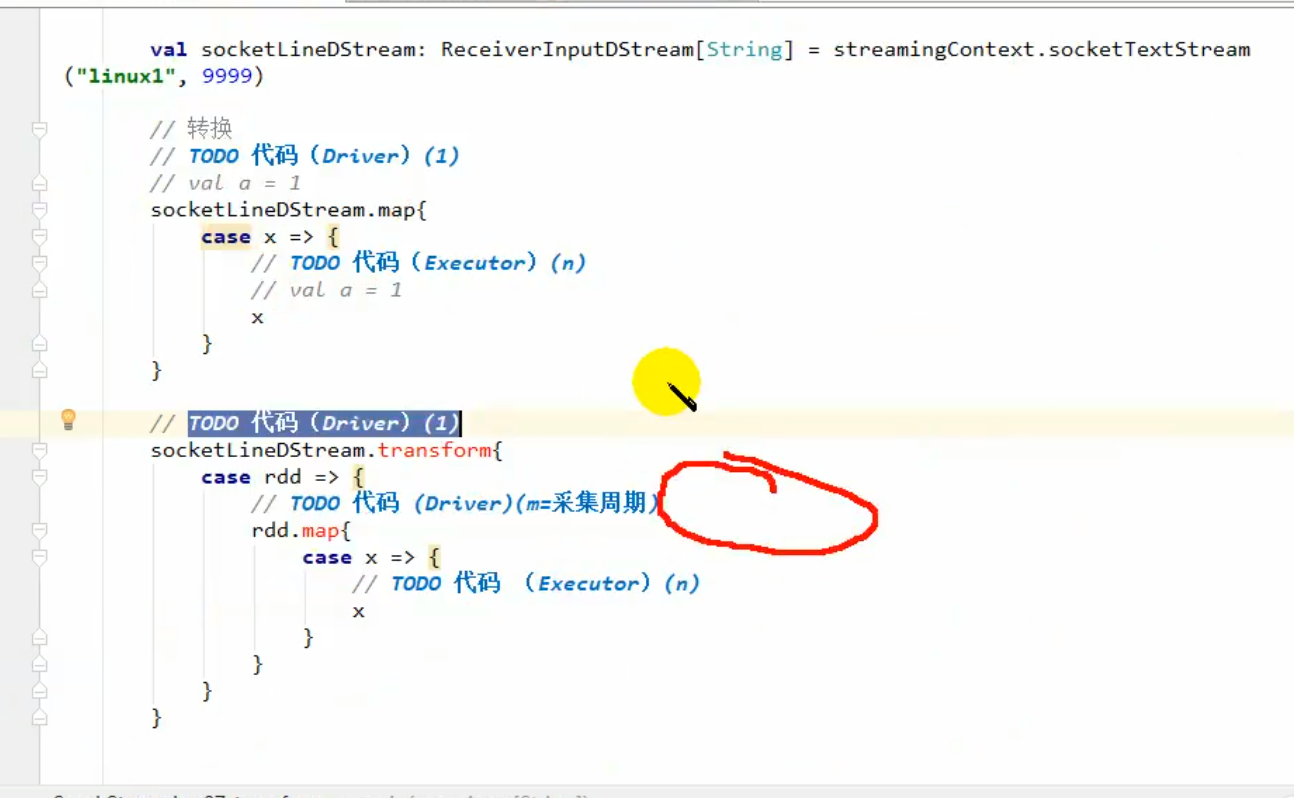 val socketLineDStream: ReceiverInputDStream[String] = streamingContext.socketTextStream
("linux1", 9999)
// 转换
// TODO 代码（Driver）(1)
// val a = 1
socketLineDStream.map{
case x => {
// TODO 代码（Executor）(n)
// val a = 1
x
}
}
// TODO 代码（Driver）(1)
socketLineDStream.transform{
case rdd => {
// TODO 代码 (Driver)(m=采集周期)
rdd.map{
case x => {
// TODO 代码 （Executor）(n)
x
}
}
}
}